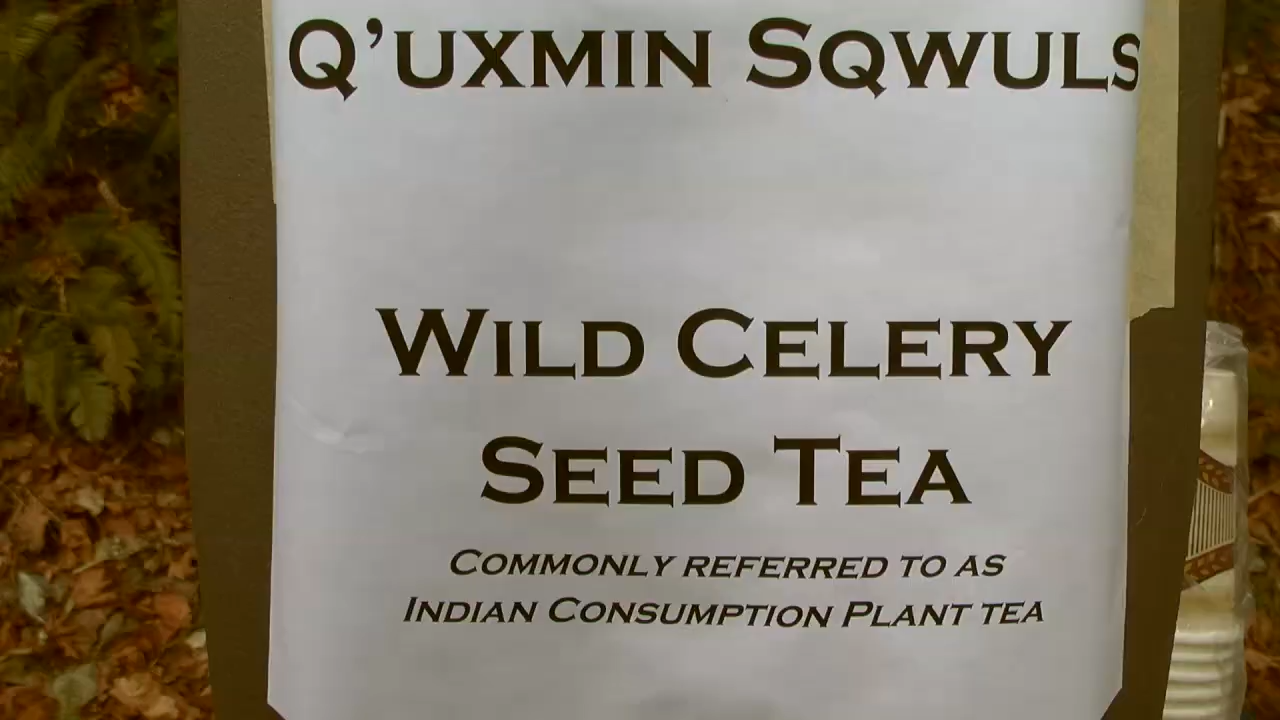 Q'UXMIN SQWULS
WILD CELERY
SEED TEA
COMMONLY REFERRED TO AS
INDIAN CONSUMPTION PLANT TEA